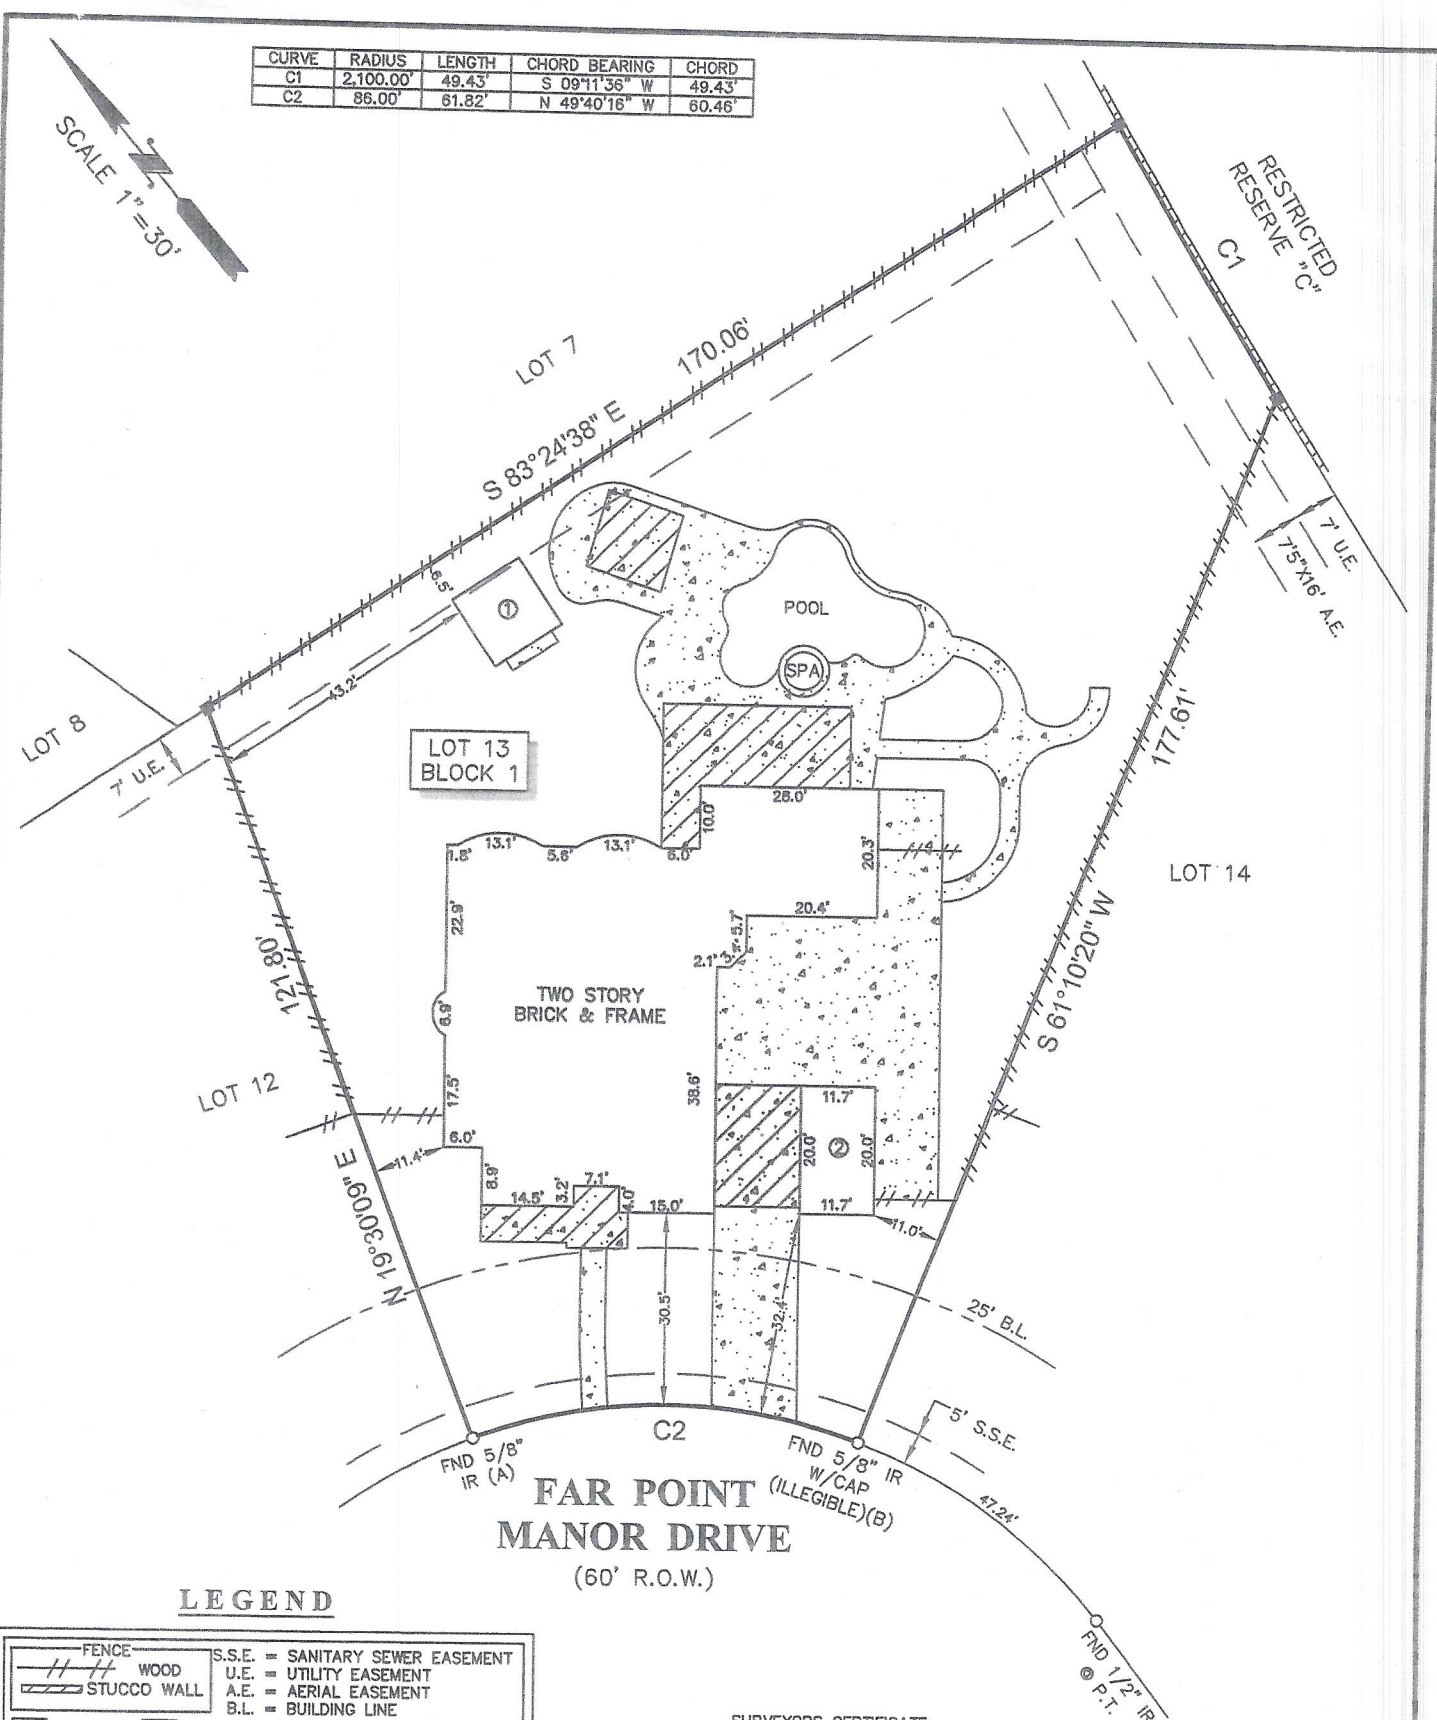 CURVE RADIUS LENGTH CHORD BEARING CHORD
C1 2,100.00' 49.43' S 09°11'36" W 49.43'
C2 86.00' 61.82' N 49°40'16" W 60.46'
N
SCALE 1"=30'
RESTRICTED
RESERVE "C"
C1
LOT 7
170.06'
S 83°24'38" E
7' U.E.
7'5"X16' A.E.
6.5'
①
43.2'
POOL
SPA
LOT 8
7' U.E.
LOT 13
BLOCK 1
177.61'
S 61°10'20" W
LOT 14
28.0'
10.0'
1.8'
13.1'
5.6'
13.1'
6.0'
20.3'
22.9'
20.4'
5.7'
2.1'
121.80'
N 19°30'09" E
6.9'
TWO STORY
BRICK & FRAME
LOT 12
17.5'
38.6'
11.7'
20.0'
②
20.0'
11.7'
6.0'
11.4'
8.9'
14.5'
3.2'
7.1'
4.0'
15.0'
11.0'
30.5'
32.4'
25' B.L.
C2
5' S.S.E.
FND 5/8"
IR (A)
FND 5/8" IR
W/CAP
(ILLEGIBLE)(B)
47.24'
FAR POINT
MANOR DRIVE
(60' R.O.W.)
FND 1/2" IR
@ P.T.
LEGEND
FENCE
WOOD
STUCCO WALL
S.S.E. = SANITARY SEWER EASEMENT
U.E. = UTILITY EASEMENT
A.E. = AERIAL EASEMENT
B.L. = BUILDING LINE
SURVEYORS CERTIFICATE